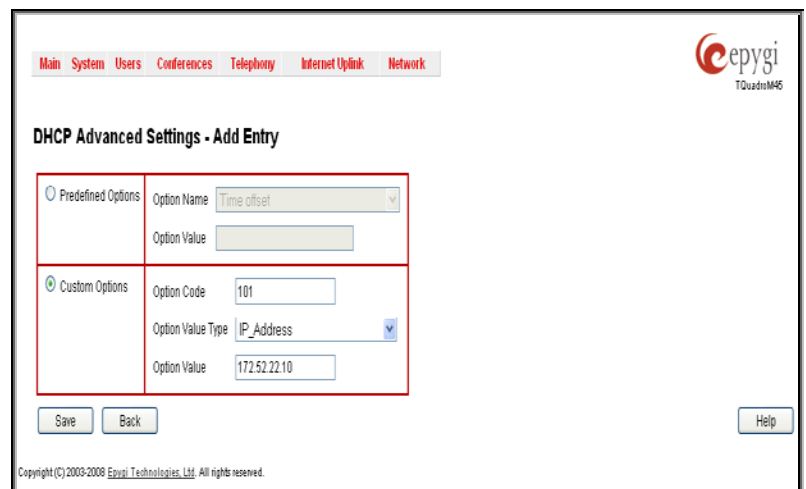 Main System Users Conferences Telephony Internet Uplink Network
epygi
TQuadroM45
DHCP Advanced Settings - Add Entry
Predefined Options
Option Name Time offset
Option Value
Custom Options
Option Code 101
Option Value Type IP_Address
Option Value 172.52.22.10
Save Back Help
Copyright (C) 2003-2008 Epygi Technologies, Ltd. All rights reserved.